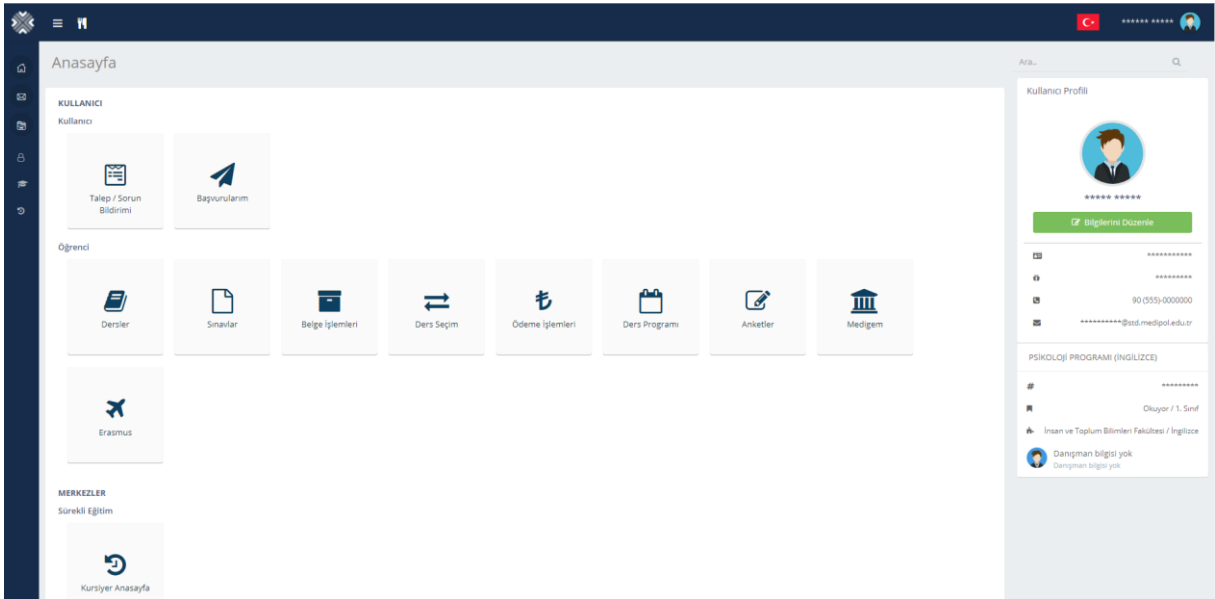 ****** *****
Anasayfa
Ara...
KULLANICI
Kullanıcı
Talep / Sorun
Bildirimi
Başvurularım
Öğrenci
Dersler
Sınavlar
Belge İşlemleri
Ders Seçim
Ödeme İşlemleri
Ders Programı
Anketler
Medigem
Erasmus
MERKEZLER
Sürekli Eğitim
Kursiyer Anasayfa
Kullanıcı Profili
***** *****
Bilgilerini Düzenle
***********
*********
90 (555)-0000000
**********@std.medipol.edu.tr
PSİKOLOJİ PROGRAMI (İNGİLİZCE)
# *********
Okuyor / 1. Sınıf
İnsan ve Toplum Bilimleri Fakültesi / İngilizce
Danışman bilgisi yok
Danışman bilgisi yok